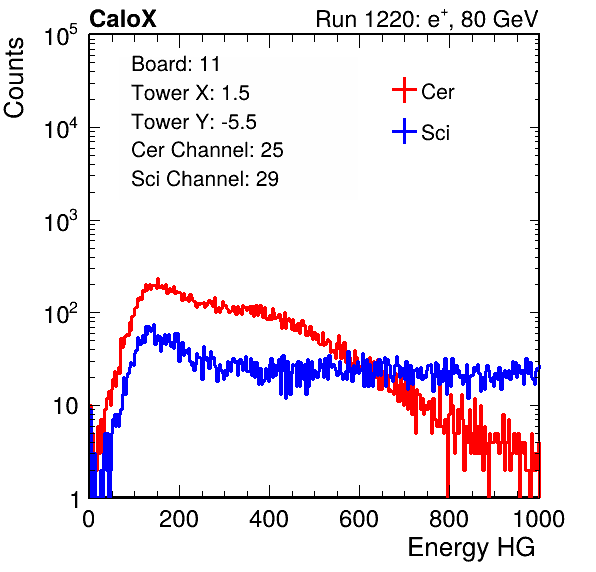 CaloX Run 1220: e+, 80 GeV
Counts
Board: 11
Tower X: 1.5
Tower Y: -5.5
Cer Channel: 25
Sci Channel: 29
Cer
Sci
10^5
10^4
10^3
10^2
10
1
0 200 400 600 800 1000
Energy HG